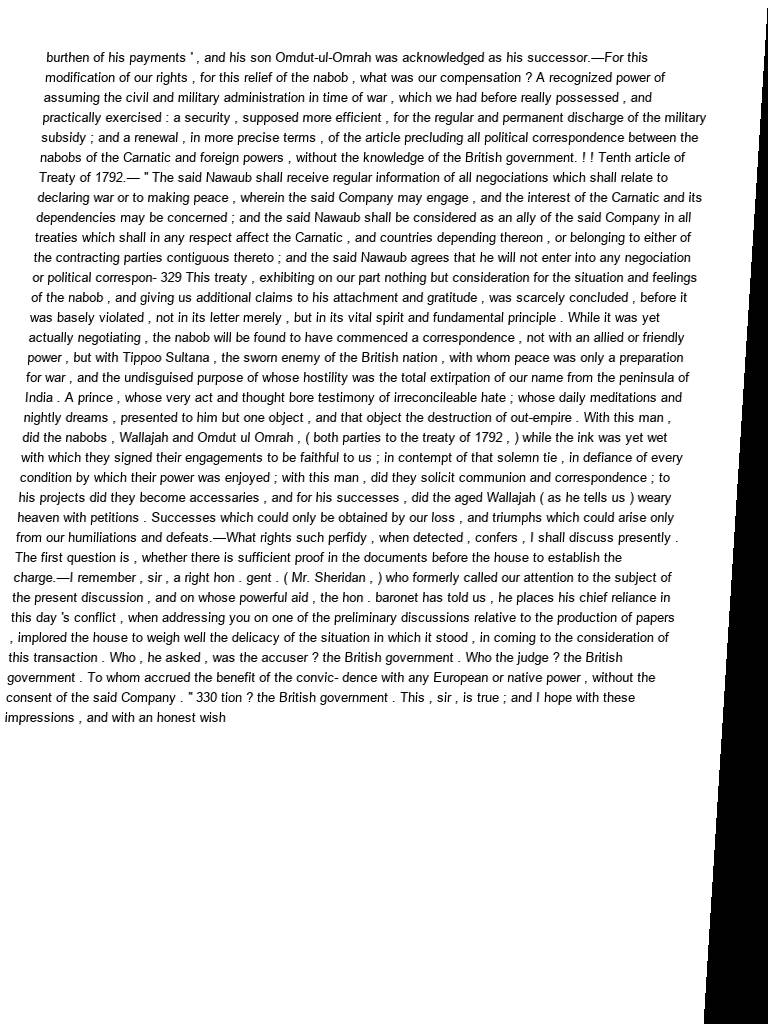 burthen of his payments ' , and his son Omdut-ul-Omrah was acknowledged as his successor.—For this
modification of our rights , for this relief of the nabob , what was our compensation ? A recognized power of
assuming the civil and military administration in time of war , which we had before really possessed , and
practically exercised : a security , supposed more efficient , for the regular and permanent discharge of the military
subsidy ; and a renewal , in more precise terms , of the article precluding all political correspondence between the
nabobs of the Carnatic and foreign powers , without the knowledge of the British government. ! ! Tenth article of
Treaty of 1792.— " The said Nawaub shall receive regular information of all negociations which shall relate to
declaring war or to making peace , wherein the said Company may engage , and the interest of the Carnatic and its
dependencies may be concerned ; and the said Nawaub shall be considered as an ally of the said Company in all
treaties which shall in any respect affect the Carnatic , and countries depending thereon , or belonging to either of
the contracting parties contiguous thereto ; and the said Nawaub agrees that he will not enter into any negociation
or political correspon- 329 This treaty , exhibiting on our part nothing but consideration for the situation and feelings
of the nabob , and giving us additional claims to his attachment and gratitude , was scarcely concluded , before it
was basely violated , not in its letter merely , but in its vital spirit and fundamental principle . While it was yet
actually negotiating , the nabob will be found to have commenced a correspondence , not with an allied or friendly
power , but with Tippoo Sultana , the sworn enemy of the British nation , with whom peace was only a preparation
for war , and the undisguised purpose of whose hostility was the total extirpation of our name from the peninsula of
India . A prince , whose very act and thought bore testimony of irreconcileable hate ; whose daily meditations and
nightly dreams , presented to him but one object , and that object the destruction of out-empire . With this man ,
did the nabobs , Wallajah and Omdut ul Omrah , ( both parties to the treaty of 1792 , ) while the ink was yet wet
with which they signed their engagements to be faithful to us ; in contempt of that solemn tie , in defiance of every
condition by which their power was enjoyed ; with this man , did they solicit communion and correspondence ; to
his projects did they become accessaries , and for his successes , did the aged Wallajah ( as he tells us ) weary
heaven with petitions . Successes which could only be obtained by our loss , and triumphs which could arise only
from our humiliations and defeats.—What rights such perfidy , when detected , confers , I shall discuss presently .
The first question is , whether there is sufficient proof in the documents before the house to establish the
charge.—I remember , sir , a right hon . gent . ( Mr. Sheridan , ) who formerly called our attention to the subject of
the present discussion , and on whose powerful aid , the hon . baronet has told us , he places his chief reliance in
this day 's conflict , when addressing you on one of the preliminary discussions relative to the production of papers
, implored the house to weigh well the delicacy of the situation in which it stood , in coming to the consideration of
this transaction . Who , he asked , was the accuser ? the British government . Who the judge ? the British
government . To whom accrued the benefit of the convic- dence with any European or native power , without the
consent of the said Company . " 330 tion ? the British government . This , sir , is true ; and I hope with these
impressions , and with an honest wish